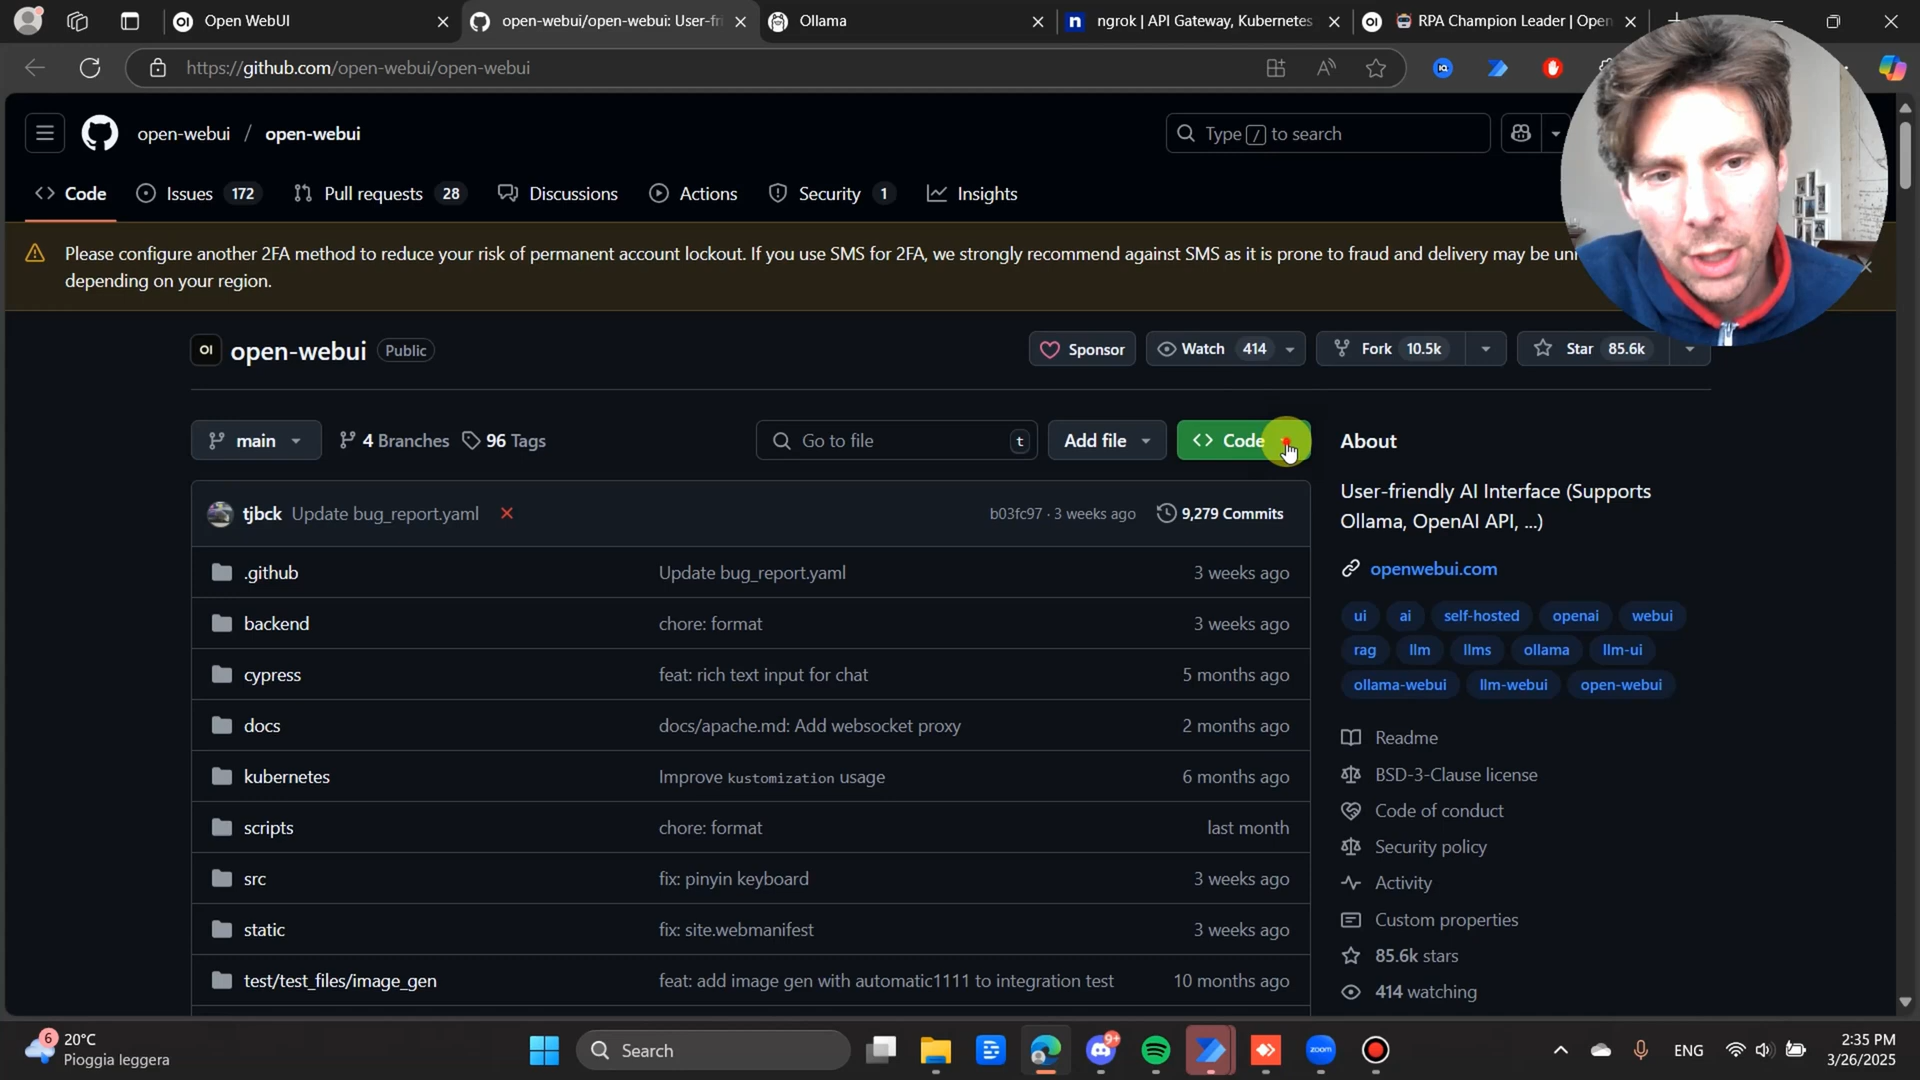 Open WebUI
open-webui/open-webui: User-fri
Ollama
ngrok | API Gateway, Kubernetes
RPA Champion Leader | Open
https://github.com/open-webui/open-webui
open-webui / open-webui
Type / to search
Code
Issues 172
Pull requests 28
Discussions
Actions
Security 1
Insights
Please configure another 2FA method to reduce your risk of permanent account lockout. If you use SMS for 2FA, we strongly recommend against SMS as it is prone to fraud and delivery may be
depending on your region.
OI open-webui Public
Sponsor
Watch 414
Fork 10.5k
Star 85.6k
main
4 Branches
96 Tags
Go to file t
Add file
Code
About
tjbck Update bug_report.yaml
b03fc97 · 3 weeks ago
9,279 Commits
.github Update bug_report.yaml 3 weeks ago
backend chore: format 3 weeks ago
cypress feat: rich text input for chat 5 months ago
docs docs/apache.md: Add websocket proxy 2 months ago
kubernetes Improve kustomization usage 6 months ago
scripts chore: format last month
src fix: pinyin keyboard 3 weeks ago
static fix: site.webmanifest 3 weeks ago
test/test_files/image_gen feat: add image gen with automatic1111 to integration test 10 months ago
User-friendly AI Interface (Supports
Ollama, OpenAI API, ...)
openwebui.com
ui ai self-hosted openai webui
rag llm llms ollama llm-ui
ollama-webui llm-webui open-webui
Readme
BSD-3-Clause license
Code of conduct
Security policy
Activity
Custom properties
85.6k stars
414 watching
6
20°C
Pioggia leggera
Search
9+
zoom
ENG
2:35 PM
3/26/2025